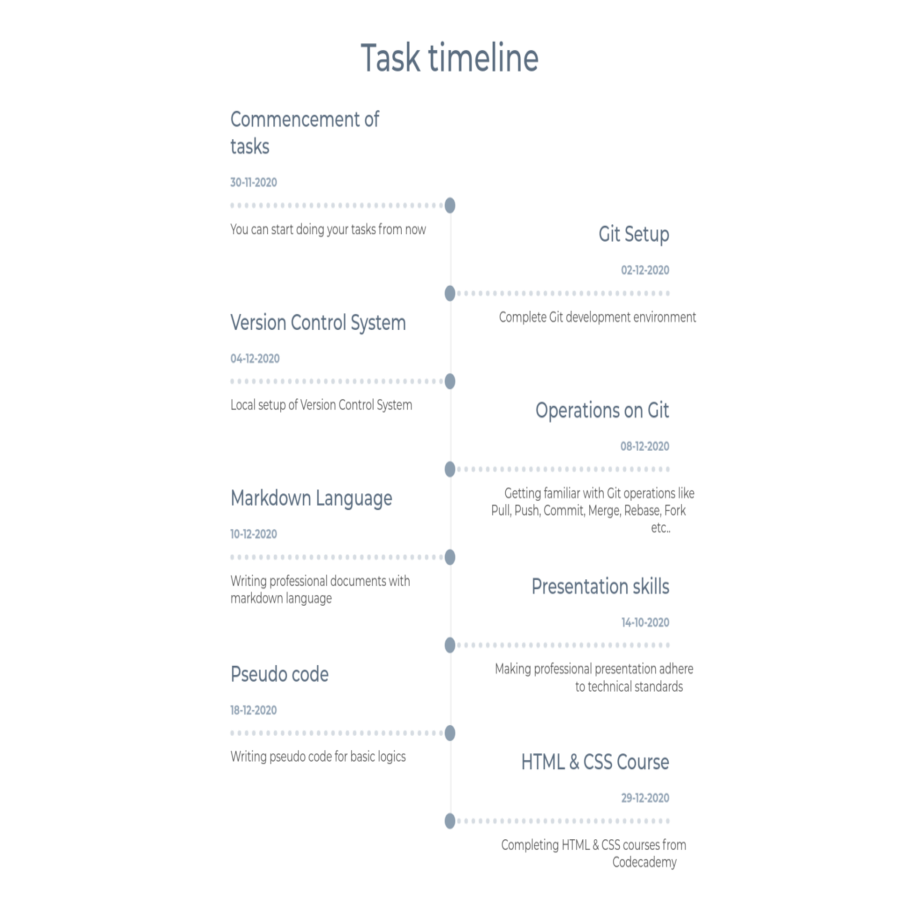 Task timeline
Commencement of
tasks
30-11-2020
You can start doing your tasks from now
Git Setup
02-12-2020
Complete Git development environment
Version Control System
04-12-2020
Local setup of Version Control System
Operations on Git
08-12-2020
Getting familiar with Git operations like
Pull, Push, Commit, Merge, Rebase, Fork
etc..
Markdown Language
10-12-2020
Writing professional documents with
markdown language
Presentation skills
14-10-2020
Making professional presentation adhere
to technical standards
Pseudo code
18-12-2020
Writing pseudo code for basic logics
HTML & CSS Course
29-12-2020
Completing HTML & CSS courses from
Codecademy